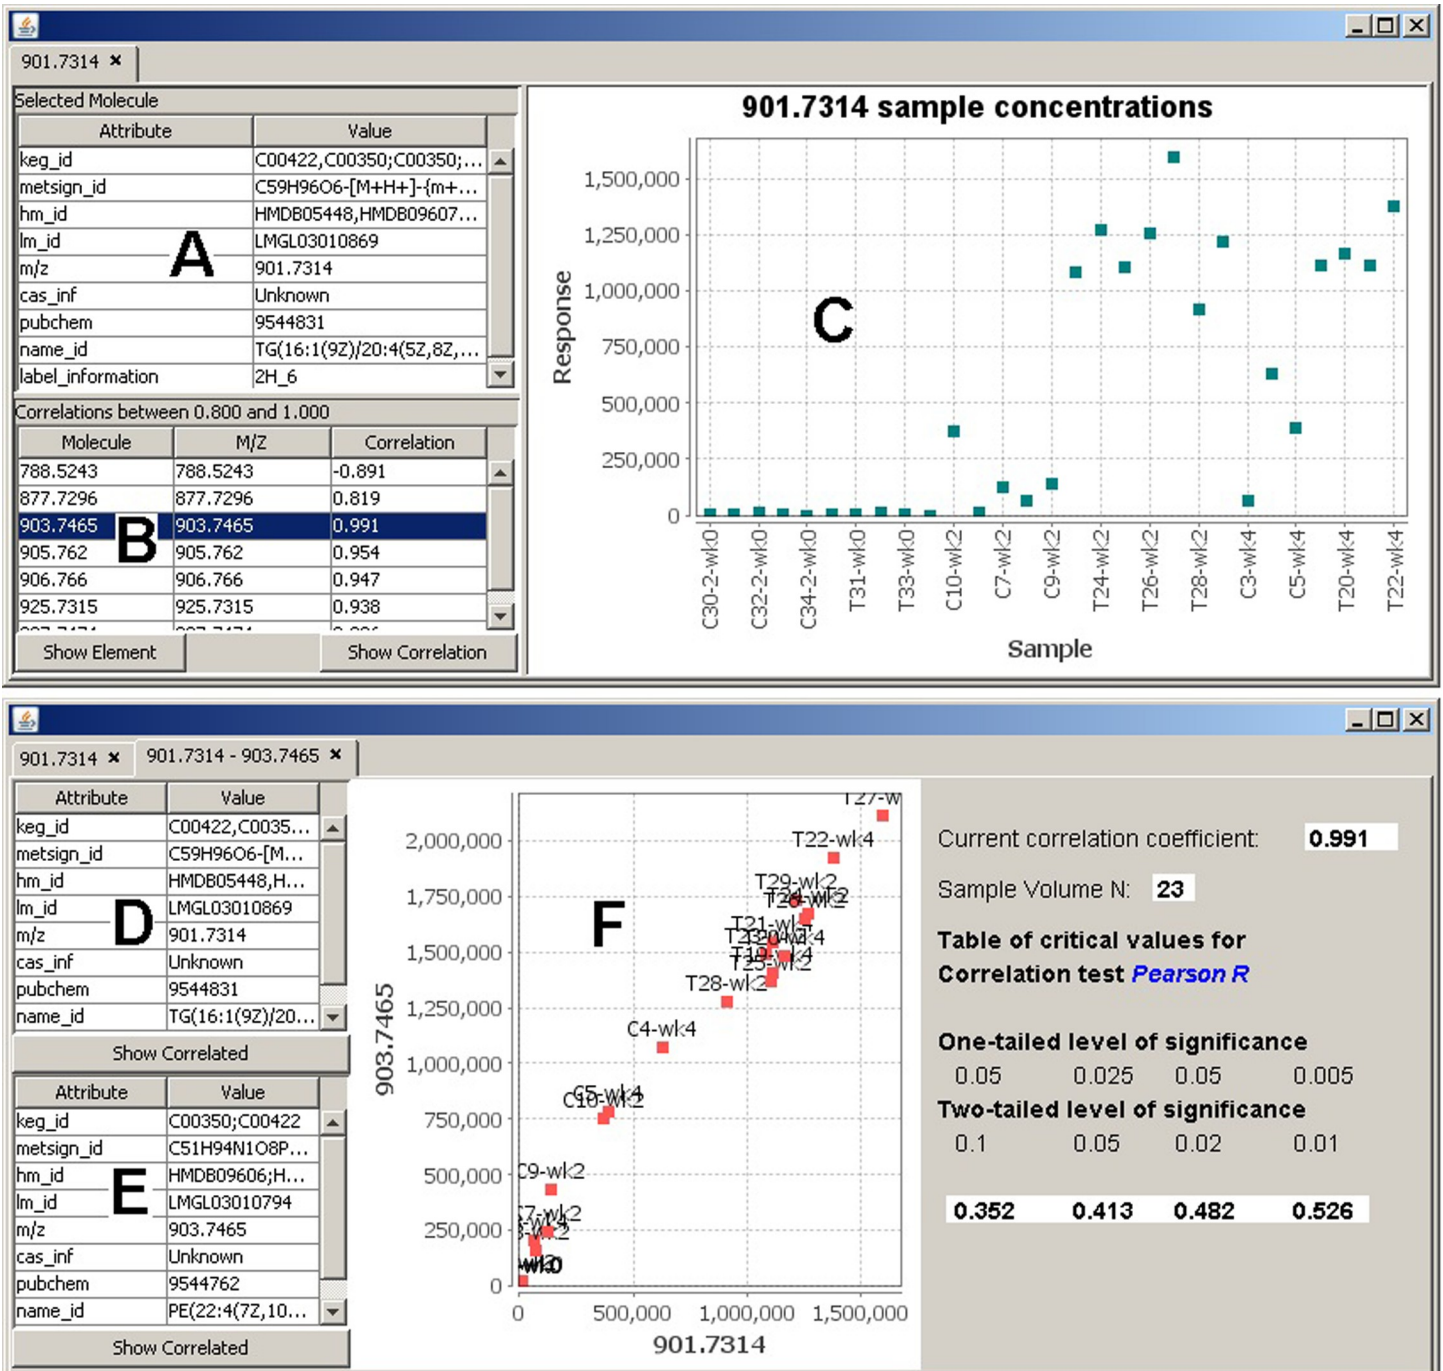 901.7314 ×
Selected Molecule
Attribute Value
keg_id C00422,C00350;C00350;...
metsign_id C59H96O6-[M+H+]-{m+...
hm_id HMDB05448,HMDB09607...
lm_id LMGL03010869
m/z 901.7314
cas_inf Unknown
pubchem 9544831
name_id TG(16:1(9Z)/20:4(5Z,8Z,...
label_information 2H_6
A
Correlations between 0.800 and 1.000
Molecule M/Z Correlation
788.5243 788.5243 -0.891
877.7296 877.7296 0.819
903.7465 903.7465 0.991
905.762 905.762 0.954
906.766 906.766 0.947
925.7315 925.7315 0.938
B
Show Element Show Correlation
901.7314 sample concentrations
Response
1,500,000
1,250,000
1,000,000
750,000
500,000
250,000
0
C
C30-2-wk0 C32-2-wk0 C34-2-wk0 T31-wk0 T33-wk0 C10-wk2 C7-wk2 C9-wk2 T24-wk2 T26-wk2 T28-wk2 C3-wk4 C5-wk4 T20-wk4 T22-wk4
Sample
901.7314 × 901.7314 - 903.7465 ×
Attribute Value
keg_id C00422,C0035...
metsign_id C59H96O6-[M...
hm_id HMDB05448,H...
lm_id LMGL03010869
m/z 901.7314
cas_inf Unknown
pubchem 9544831
name_id TG(16:1(9Z)/20...
D
Show Correlated
Attribute Value
keg_id C00350;C00422
metsign_id C51H94N1O8P...
hm_id HMDB09606;H...
lm_id LMGL03010794
m/z 903.7465
cas_inf Unknown
pubchem 9544762
name_id PE(22:4(7Z,10...
E
Show Correlated
903.7465
2,000,000
1,750,000
1,500,000
1,250,000
1,000,000
750,000
500,000
250,000
0
F
T27-w
T22-wk4
T29-wk2
T26-wk2
T21-wk4
T25-wk2
T28-wk2
C4-wk4
C5-wk4
C10-wk2
C9-wk2
C7-wk2
0 500,000 1,000,000 1,500,000
901.7314
Current correlation coefficient: 0.991
Sample Volume N: 23
Table of critical values for
Correlation test Pearson R
One-tailed level of significance
0.05 0.025 0.05 0.005
Two-tailed level of significance
0.1 0.05 0.02 0.01
0.352 0.413 0.482 0.526